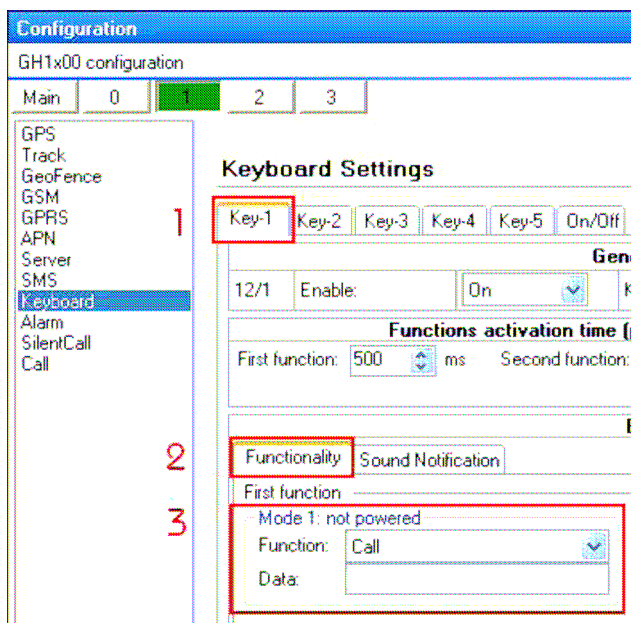 Configuration
GH1x00 configuration
Main 0 1 2 3
GPS
Track
GeoFence
GSM
GPRS
APN
Server
SMS
Keyboard
Alarm
SilentCall
Call
Keyboard Settings
1
Key-1 Key-2 Key-3 Key-4 Key-5 On/Off
Gen
12/1 Enable: On K
Functions activation time (
First function: 500 ms Second function:
2
Functionality Sound Notification
First function
3
Mode 1: not powered
Function: Call
Data: